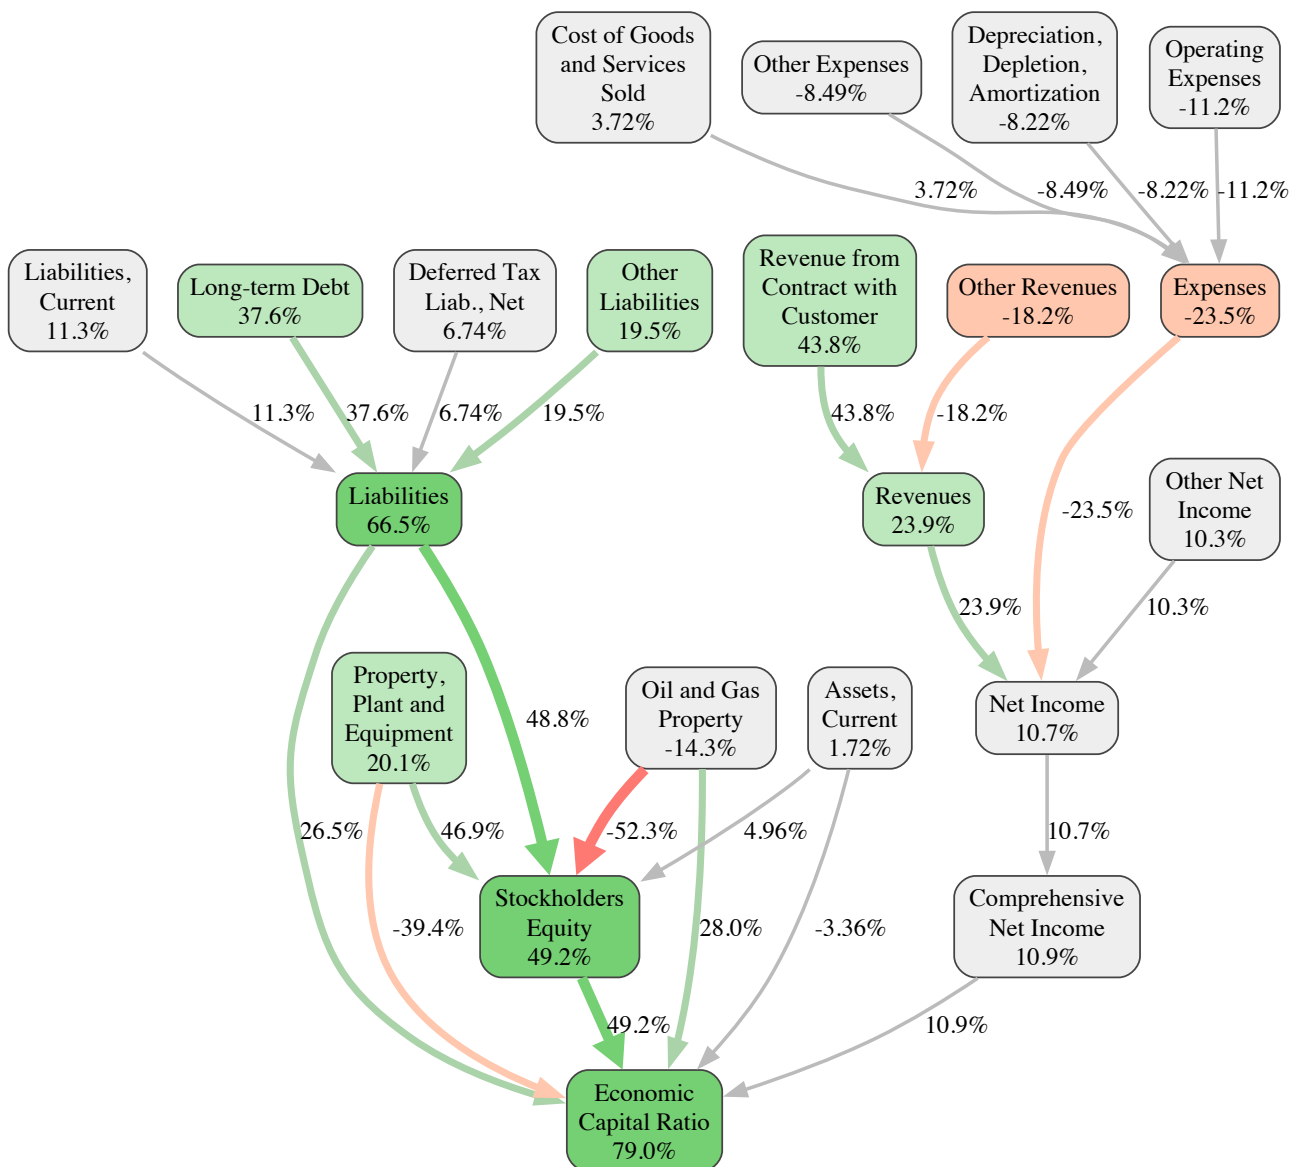 Cost of Goods
and Services
Sold
3.72%
Other Expenses
-8.49%
Depreciation,
Depletion,
Amortization
-8.22%
Operating
Expenses
-11.2%
3.72%
-8.49%
-8.22%
-11.2%
Liabilities,
Current
11.3%
Long-term Debt
37.6%
Deferred Tax
Liab., Net
6.74%
Other
Liabilities
19.5%
Revenue from
Contract with
Customer
43.8%
Other Revenues
-18.2%
Expenses
-23.5%
11.3%
37.6%
6.74%
19.5%
43.8%
-18.2%
Liabilities
66.5%
Revenues
23.9%
-23.5%
Other Net
Income
10.3%
23.9%
10.3%
Property,
Plant and
Equipment
20.1%
48.8%
Oil and Gas
Property
-14.3%
Assets,
Current
1.72%
Net Income
10.7%
26.5%
46.9%
-52.3%
4.96%
10.7%
-39.4%
Stockholders
Equity
49.2%
28.0%
-3.36%
Comprehensive
Net Income
10.9%
49.2%
10.9%
Economic
Capital Ratio
79.0%